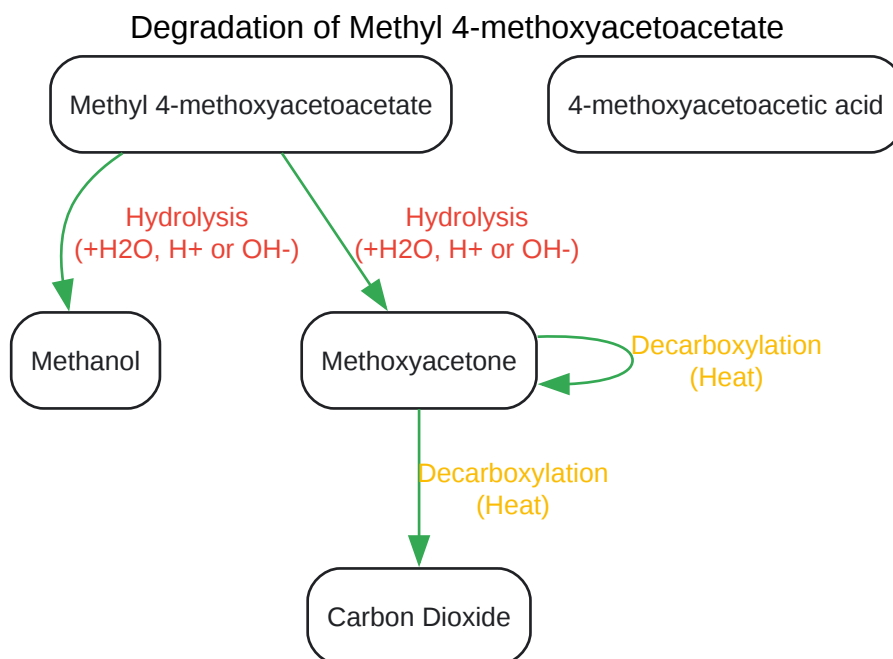 Degradation of Methyl 4-methoxyacetoacetate
Methyl 4-methoxyacetoacetate
4-methoxyacetoacetic acid
Hydrolysis
(+H2O, H+ or OH-)
Hydrolysis
(+H2O, H+ or OH-)
Methanol
Methoxyacetone
Decarboxylation
(Heat)
Decarboxylation
(Heat)
Carbon Dioxide